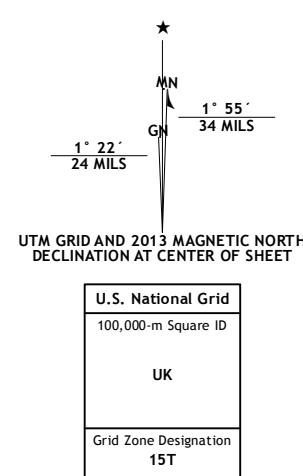 ★
MN
1° 55´
34 MILS
GN
1° 22´
24 MILS
UTM GRID AND 2013 MAGNETIC NORTH
DECLINATION AT CENTER OF SHEET
U.S. National Grid
100,000-m Square ID
UK
Grid Zone Designation
15T